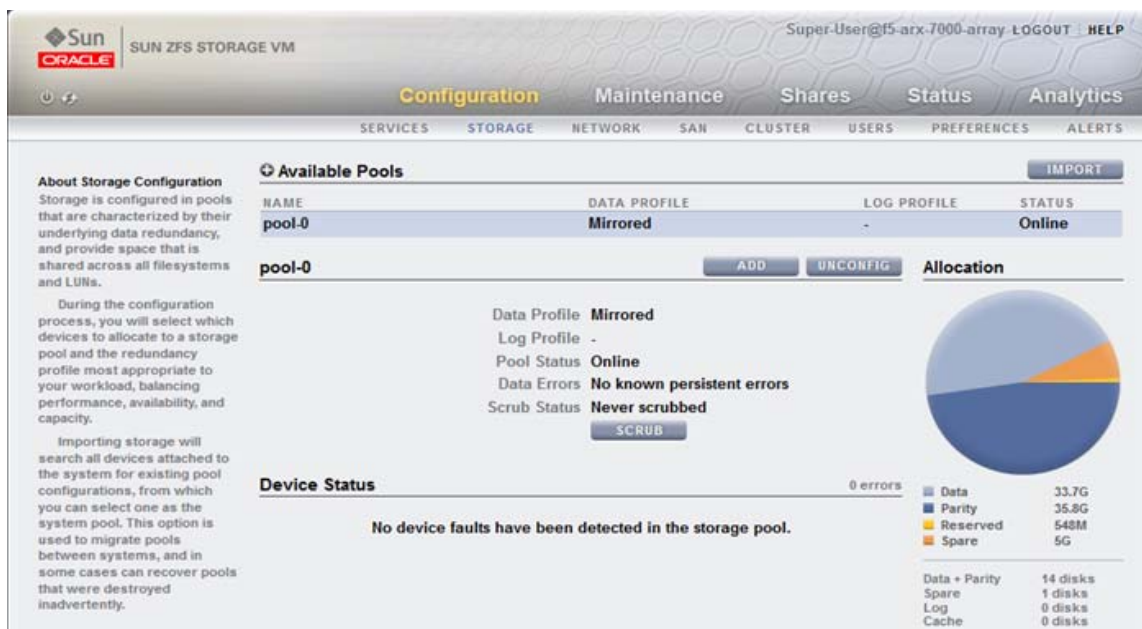 Sun
ORACLE
SUN ZFS STORAGE VM
Super-User@f5-arx-7000-array LOGOUT HELP
Configuration Maintenance Shares Status Analytics
SERVICES STORAGE NETWORK SAN CLUSTER USERS PREFERENCES ALERTS
About Storage Configuration
Storage is configured in pools
that are characterized by their
underlying data redundancy,
and provide space that is
shared across all filesystems
and LUNs.
During the configuration
process, you will select which
devices to allocate to a storage
pool and the redundancy
profile most appropriate to
your workload, balancing
performance, availability, and
capacity.
Importing storage will
search all devices attached to
the system for existing pool
configurations, from which
you can select one as the
system pool. This option is
used to migrate pools
between systems, and in
some cases can recover pools
that were destroyed
inadvertently.
Available Pools
IMPORT
NAME DATA PROFILE LOG PROFILE STATUS
pool-0 Mirrored - Online
pool-0 ADD UNCONFIG
Data Profile Mirrored
Log Profile -
Pool Status Online
Data Errors No known persistent errors
Scrub Status Never scrubbed
SCRUB
Device Status 0 errors
No device faults have been detected in the storage pool.
Allocation
Data 33.7G
Parity 35.8G
Reserved 548M
Spare 5G
Data + Parity 14 disks
Spare 1 disks
Log 0 disks
Cache 0 disks